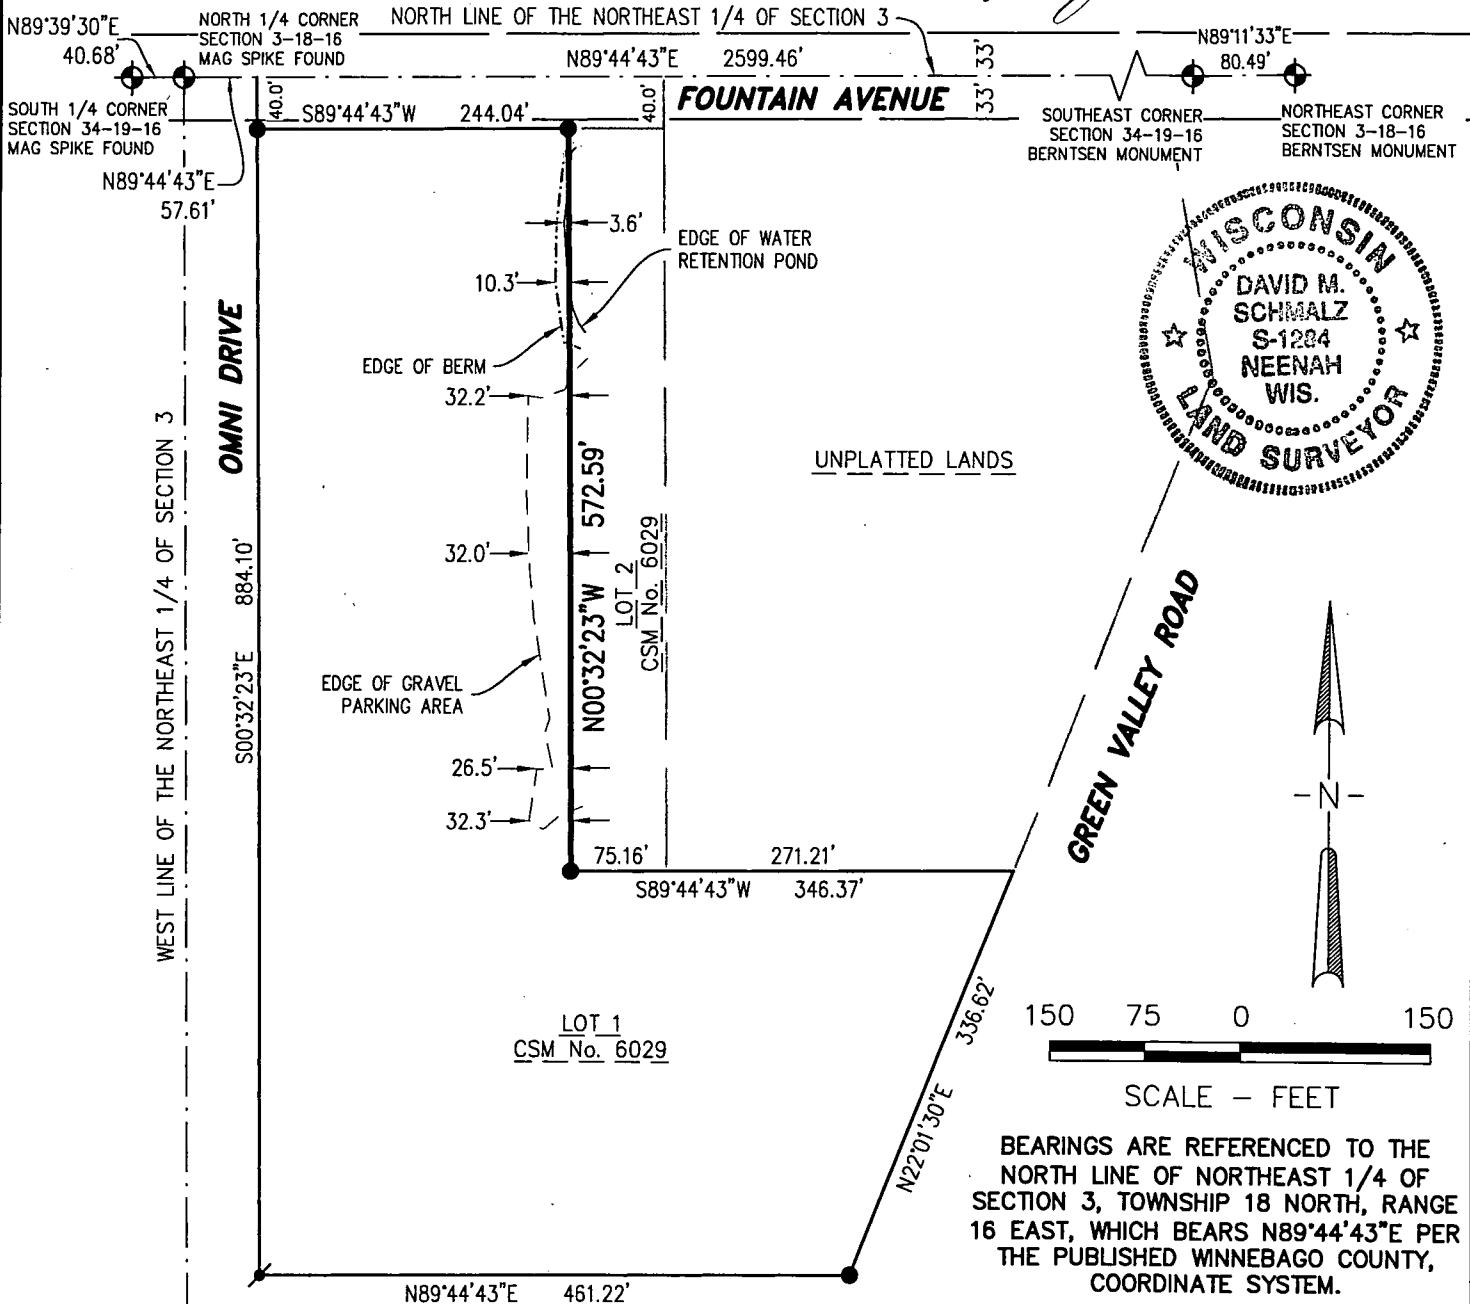 N89°39'30"E
40.68'
NORTH 1/4 CORNER
SECTION 3-18-16
MAG SPIKE FOUND
NORTH LINE OF THE NORTHEAST 1/4 OF SECTION 3
N89°44'43"E 2599.46'
33'
33'
N89°11'33"E
80.49'
SOUTH 1/4 CORNER
SECTION 34-19-16
MAG SPIKE FOUND
40.0'
S89°44'43"W 244.04'
40.0'
FOUNTAIN AVENUE
SOUTHEAST CORNER
SECTION 34-19-16
BERNTSEN MONUMENT
NORTHEAST CORNER
SECTION 3-18-16
BERNTSEN MONUMENT
N89°44'43"E
57.61'
3.6'
EDGE OF WATER
RETENTION POND
10.3'
WISCONSIN
DAVID M.
SCHMALZ
S-1284
NEENAH
WIS.
LAND SURVEYOR
OMNI DRIVE
EDGE OF BERM
32.2'
WEST LINE OF THE NORTHEAST 1/4 OF SECTION 3
S00°32'23"E 884.10'
N00°32'23"W 572.59'
UNPLATTED LANDS
32.0'
LOT 2
CSM No. 6029
GREEN VALLEY ROAD
EDGE OF GRAVEL
PARKING AREA
26.5'
32.3'
-N-
75.16' 271.21'
S89°44'43"W 346.37'
LOT 1
CSM No. 6029
N22°01'30"E 336.62'
150 75 0 150
SCALE - FEET
BEARINGS ARE REFERENCED TO THE
NORTH LINE OF NORTHEAST 1/4 OF
SECTION 3, TOWNSHIP 18 NORTH, RANGE
16 EAST, WHICH BEARS N89°44'43"E PER
THE PUBLISHED WINNEBAGO COUNTY,
COORDINATE SYSTEM.
N89°44'43"E 461.22'